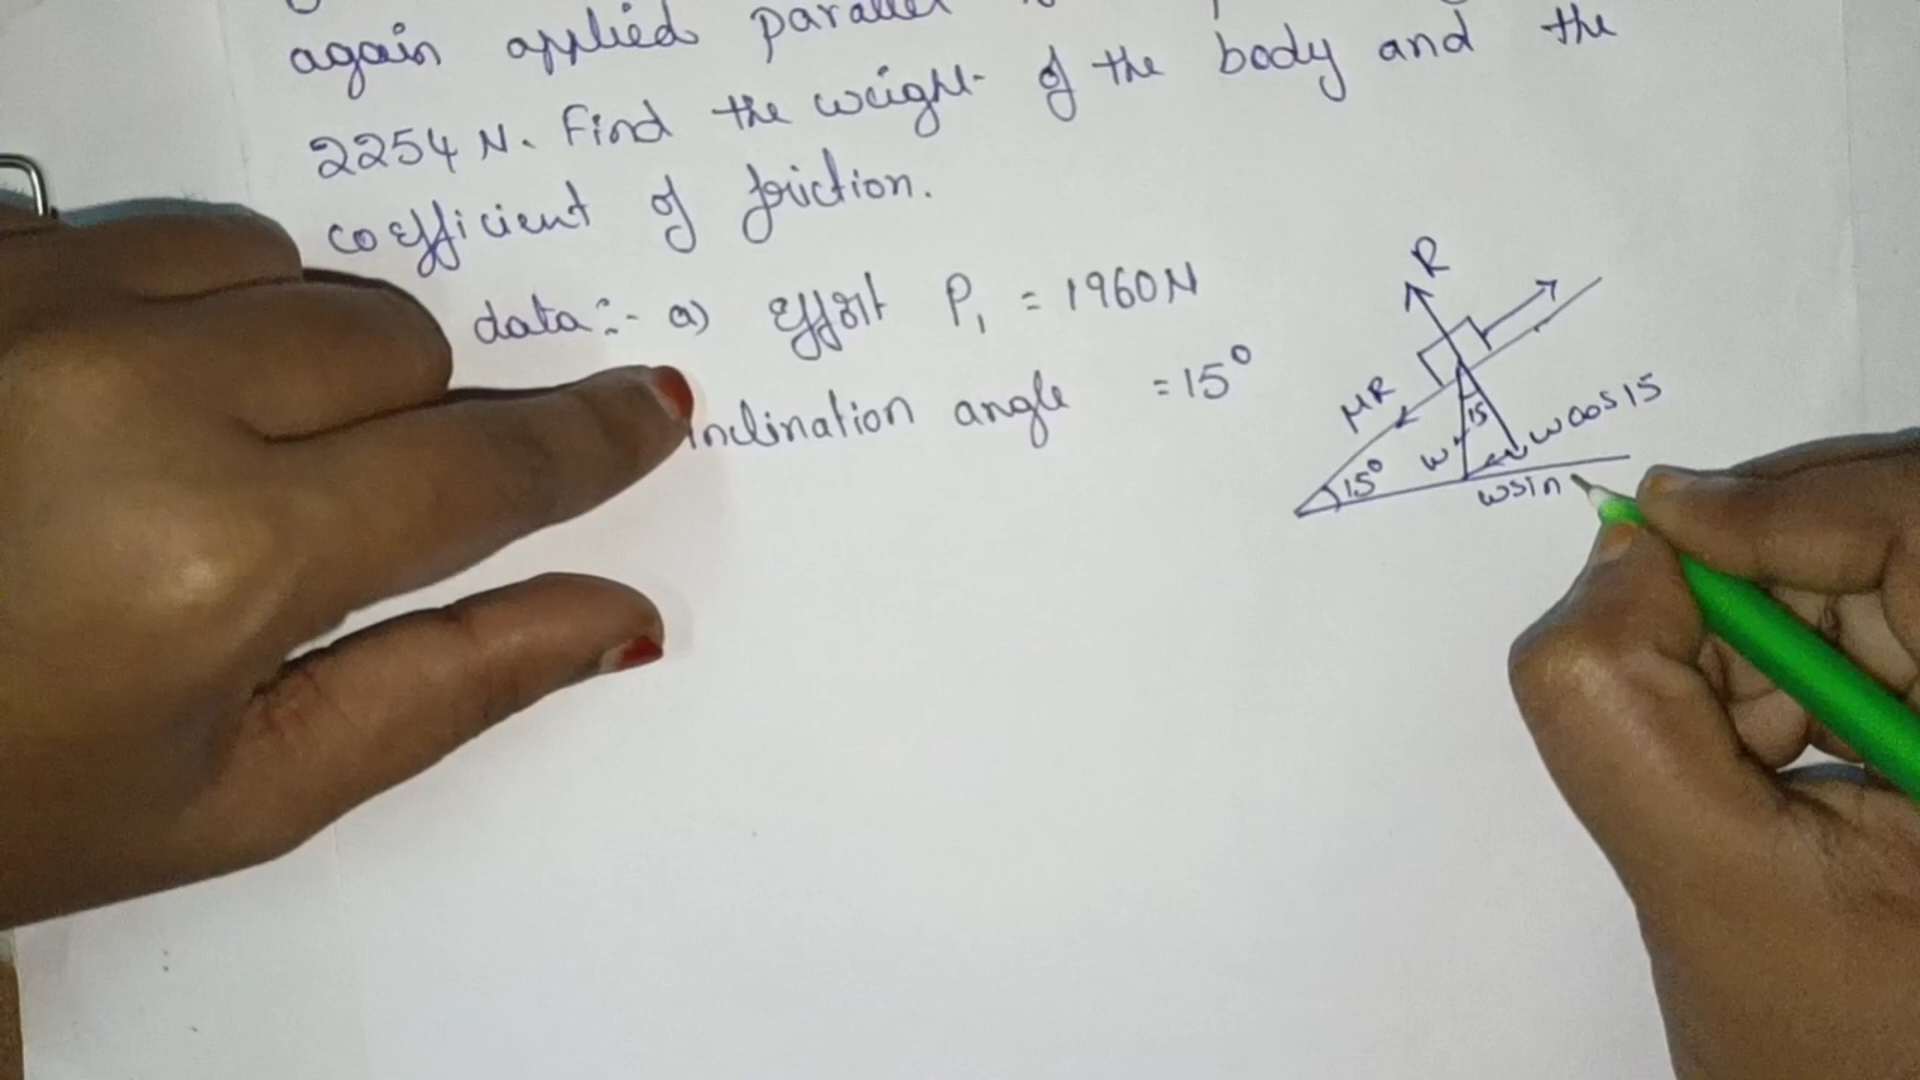 again applied parallel
2254 N. Find the weight of the body and the
coefficient of friction.
data:- a) effort P₁ = 1960N
inclination angle = 15°
R
μR
15
w
wcos15
15°
wsin